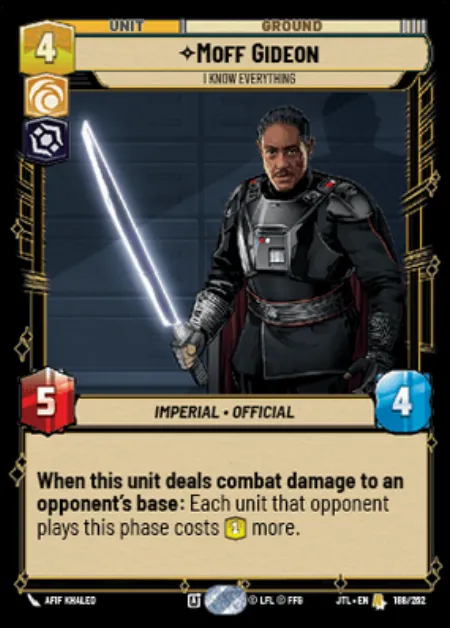 UNIT
GROUND
4
MOFF GIDEON
I KNOW EVERYTHING
5
IMPERIAL • OFFICIAL
4
When this unit deals combat damage to an
opponent's base: Each unit that opponent
plays this phase costs 1 more.
AFIF KHALED
© LFL © FFG
JTL • EN
188/262